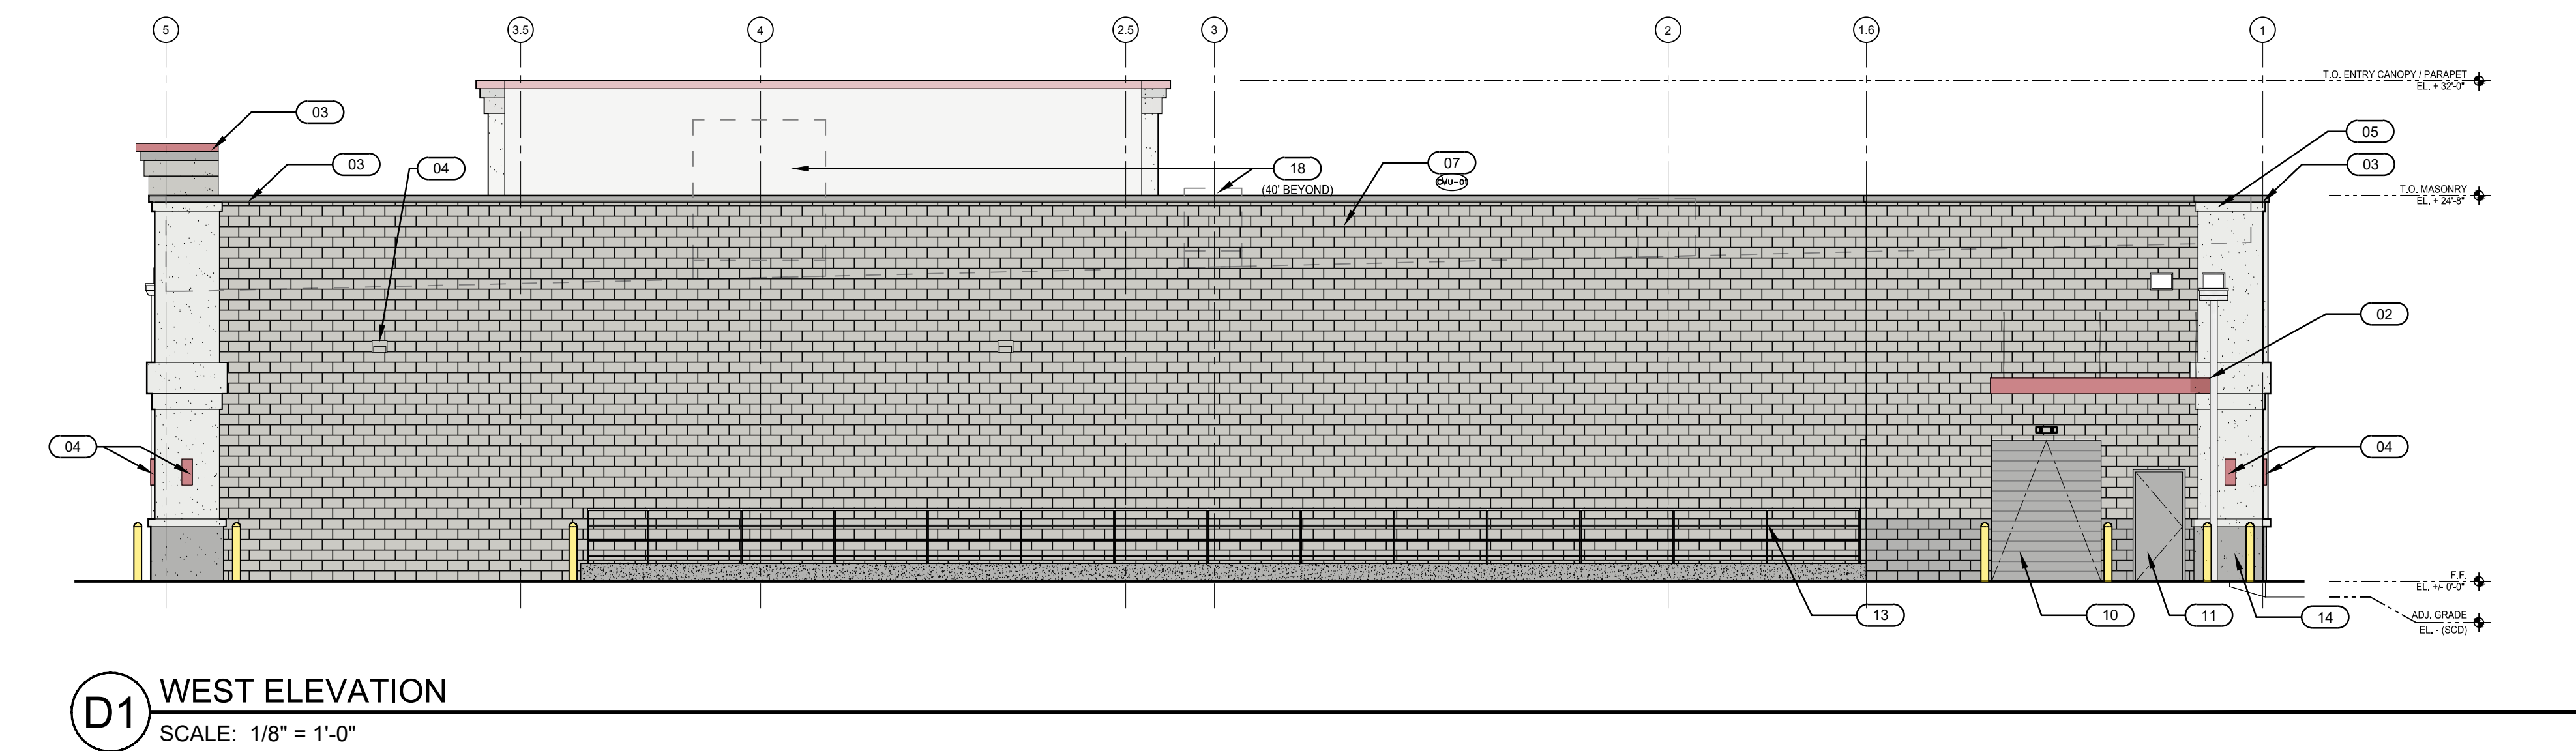 5
3.5
4
2.5
3
2
1.6
1
T.O. ENTRY CANOPY / PARAPET
EL. + 32'-0"
03
03
04
18
(40' BEYOND)
07
CMU-01
05
03
T.O. MASONRY
EL. + 24'-8"
02
04
04
F.F.
EL. +/- 0'-0"
13
10
11
14
ADJ. GRADE
EL. - (SCD)
D1
WEST ELEVATION
SCALE: 1/8" = 1'-0"